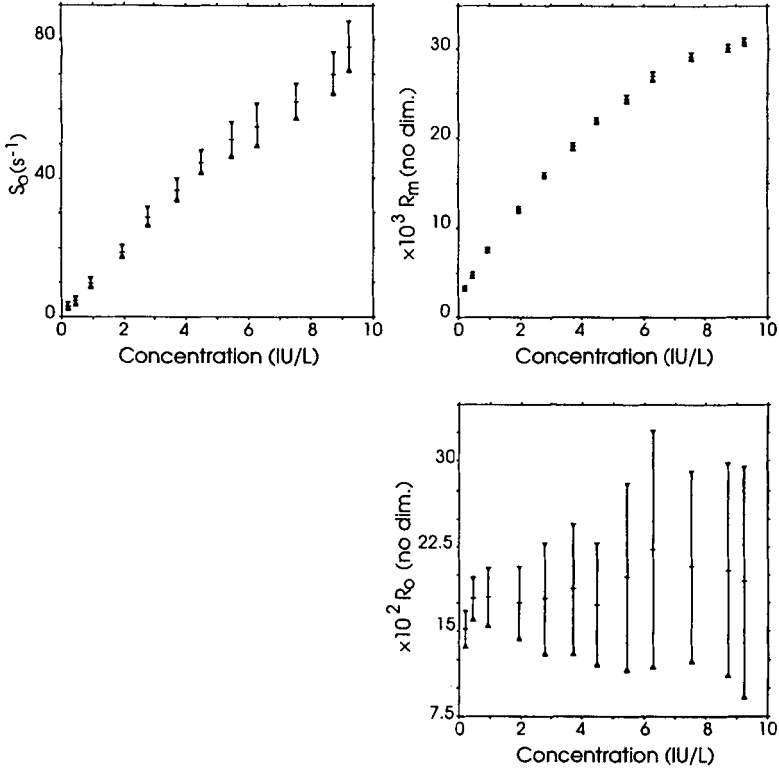 80
40
0
S₀(s⁻¹)
0 2 4 6 8 10
Concentration (IU/L)
30
20
10
0
×10³ Rₘ (no dim.)
0 2 4 6 8 10
Concentration (IU/L)
30
22.5
15
7.5
×10² R₀ (no dim.)
0 2 4 6 8 10
Concentration (IU/L)